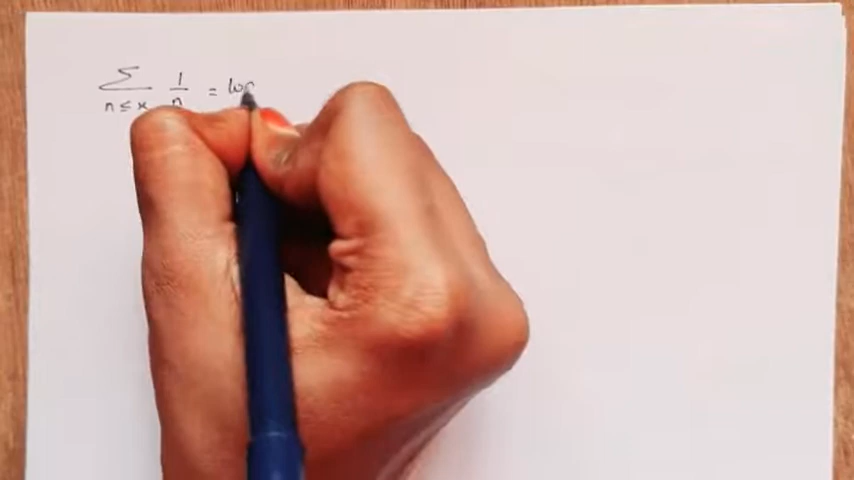 ∑ n ≤ x 1/n = log